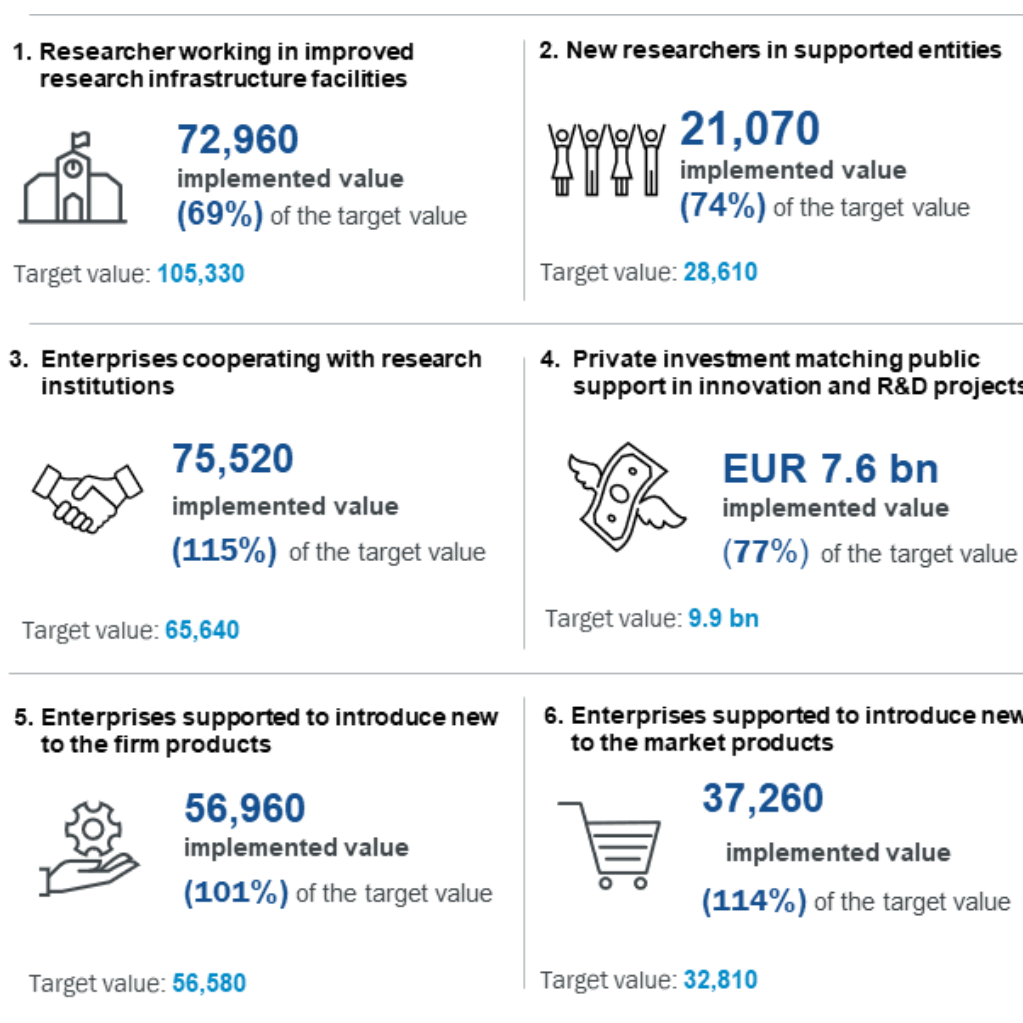 1. Researcher working in improved
research infrastructure facilities
72,960
implemented value
(69%) of the target value
Target value: 105,330
2. New researchers in supported entities
21,070
implemented value
(74%) of the target value
Target value: 28,610
3. Enterprises cooperating with research
institutions
75,520
implemented value
(115%) of the target value
Target value: 65,640
4. Private investment matching public
support in innovation and R&D projects
EUR 7.6 bn
implemented value
(77%) of the target value
Target value: 9.9 bn
5. Enterprises supported to introduce new
to the firm products
56,960
implemented value
(101%) of the target value
Target value: 56,580
6. Enterprises supported to introduce new
to the market products
37,260
implemented value
(114%) of the target value
Target value: 32,810